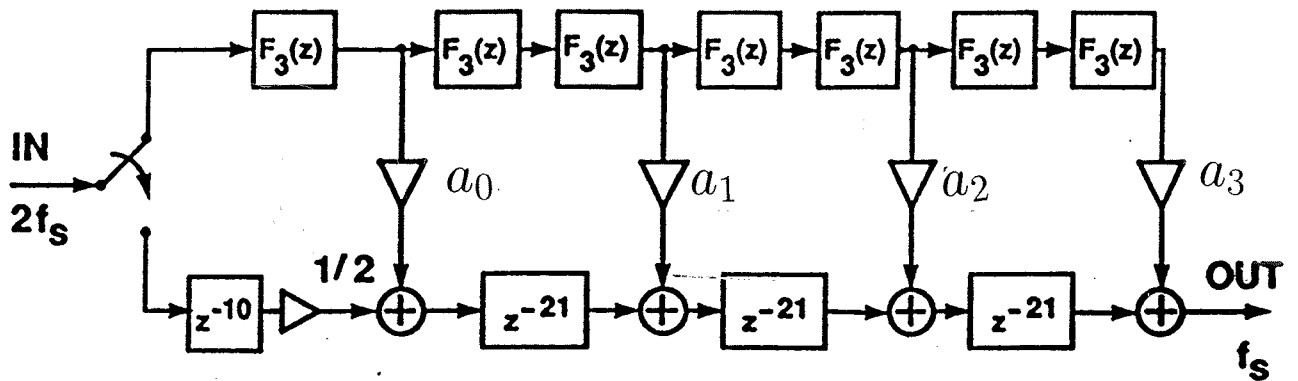 F₃(z) F₃(z) F₃(z) F₃(z) F₃(z) F₃(z) F₃(z)
IN
2fₛ
a₀ a₁ a₂ a₃
1/2
z⁻¹⁰ + z⁻²¹ + z⁻²¹ + z⁻²¹ +
OUT
fₛ